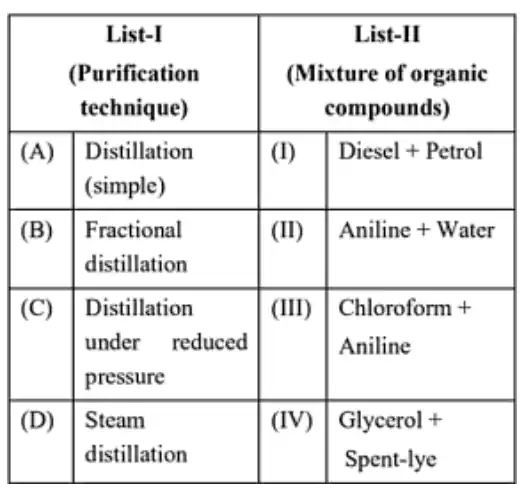 List-I
(Purification
technique)
List-II
(Mixture of organic
compounds)
(A) Distillation (I) Diesel + Petrol
(simple)
(B) Fractional (II) Aniline + Water
distillation
(C) Distillation (III) Chloroform +
under reduced Aniline
pressure
(D) Steam (IV) Glycerol +
distillation Spent-lye